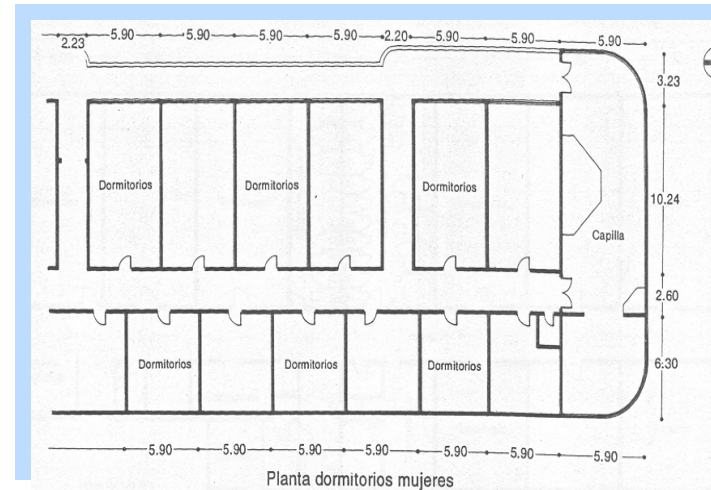 2.23 5.90 5.90 5.90 5.90 2.20 5.90 5.90 5.90
3.23
Dormitorios Dormitorios Dormitorios
10.24
Capilla
2.60
Dormitorios Dormitorios Dormitorios
6.30
5.90 5.90 5.90 5.90 5.90 5.90 5.90
Planta dormitorios mujeres